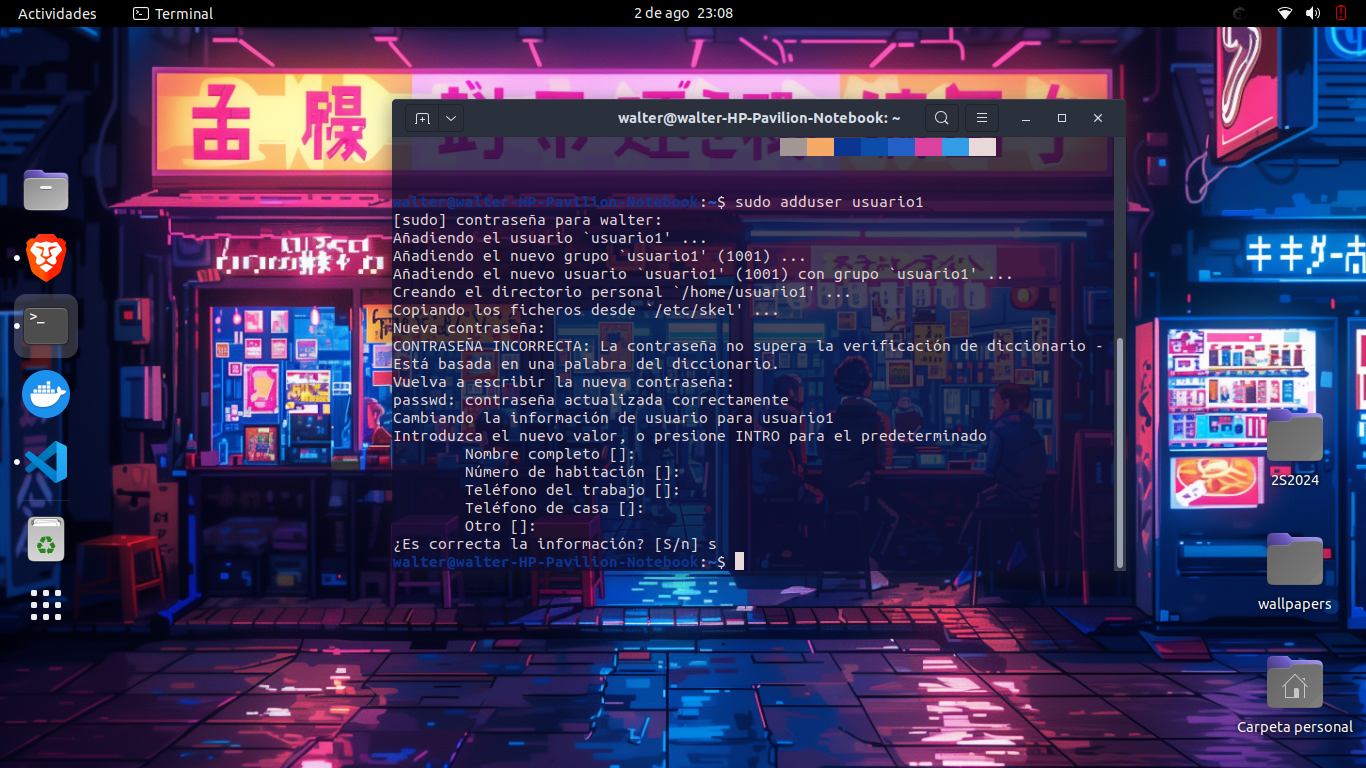 Actividades
Terminal
2 de ago 23:08
walter@walter-HP-Pavilion-Notebook: ~
walter@walter-HP-Pavilion-Notebook:~$ sudo adduser usuario1
[sudo] contraseña para walter:
Añadiendo el usuario `usuario1' ...
Añadiendo el nuevo grupo `usuario1' (1001) ...
Añadiendo el nuevo usuario `usuario1' (1001) con grupo `usuario1' ...
Creando el directorio personal `/home/usuario1' ...
Copiando los ficheros desde `/etc/skel' ...
Nueva contraseña:
CONTRASEÑA INCORRECTA: La contraseña no supera la verificación de diccionario -
Está basada en una palabra del diccionario.
Vuelva a escribir la nueva contraseña:
passwd: contraseña actualizada correctamente
Cambiando la información de usuario para usuario1
Introduzca el nuevo valor, o presione INTRO para el predeterminado
Nombre completo []:
Número de habitación []:
Teléfono del trabajo []:
Teléfono de casa []:
Otro []:
¿Es correcta la información? [S/n] s
walter@walter-HP-Pavilion-Notebook:~$
2S2024
wallpapers
Carpeta personal